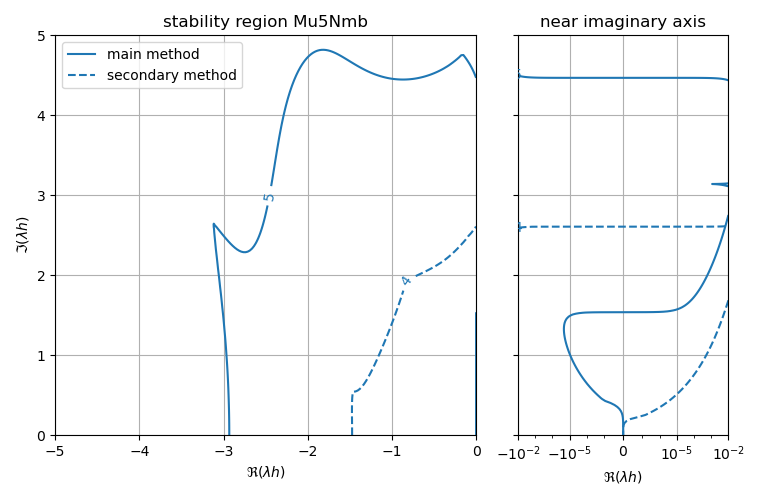 stability region Mu5Nmb
near imaginary axis
main method
secondary method
5
4
3
2
1
0
ℑ(λh)
5
4
−5
−4
−3
−2
−1
0
ℜ(λh)
−10⁻²
−10⁻⁵
0
10⁻⁵
10⁻²
ℜ(λh)